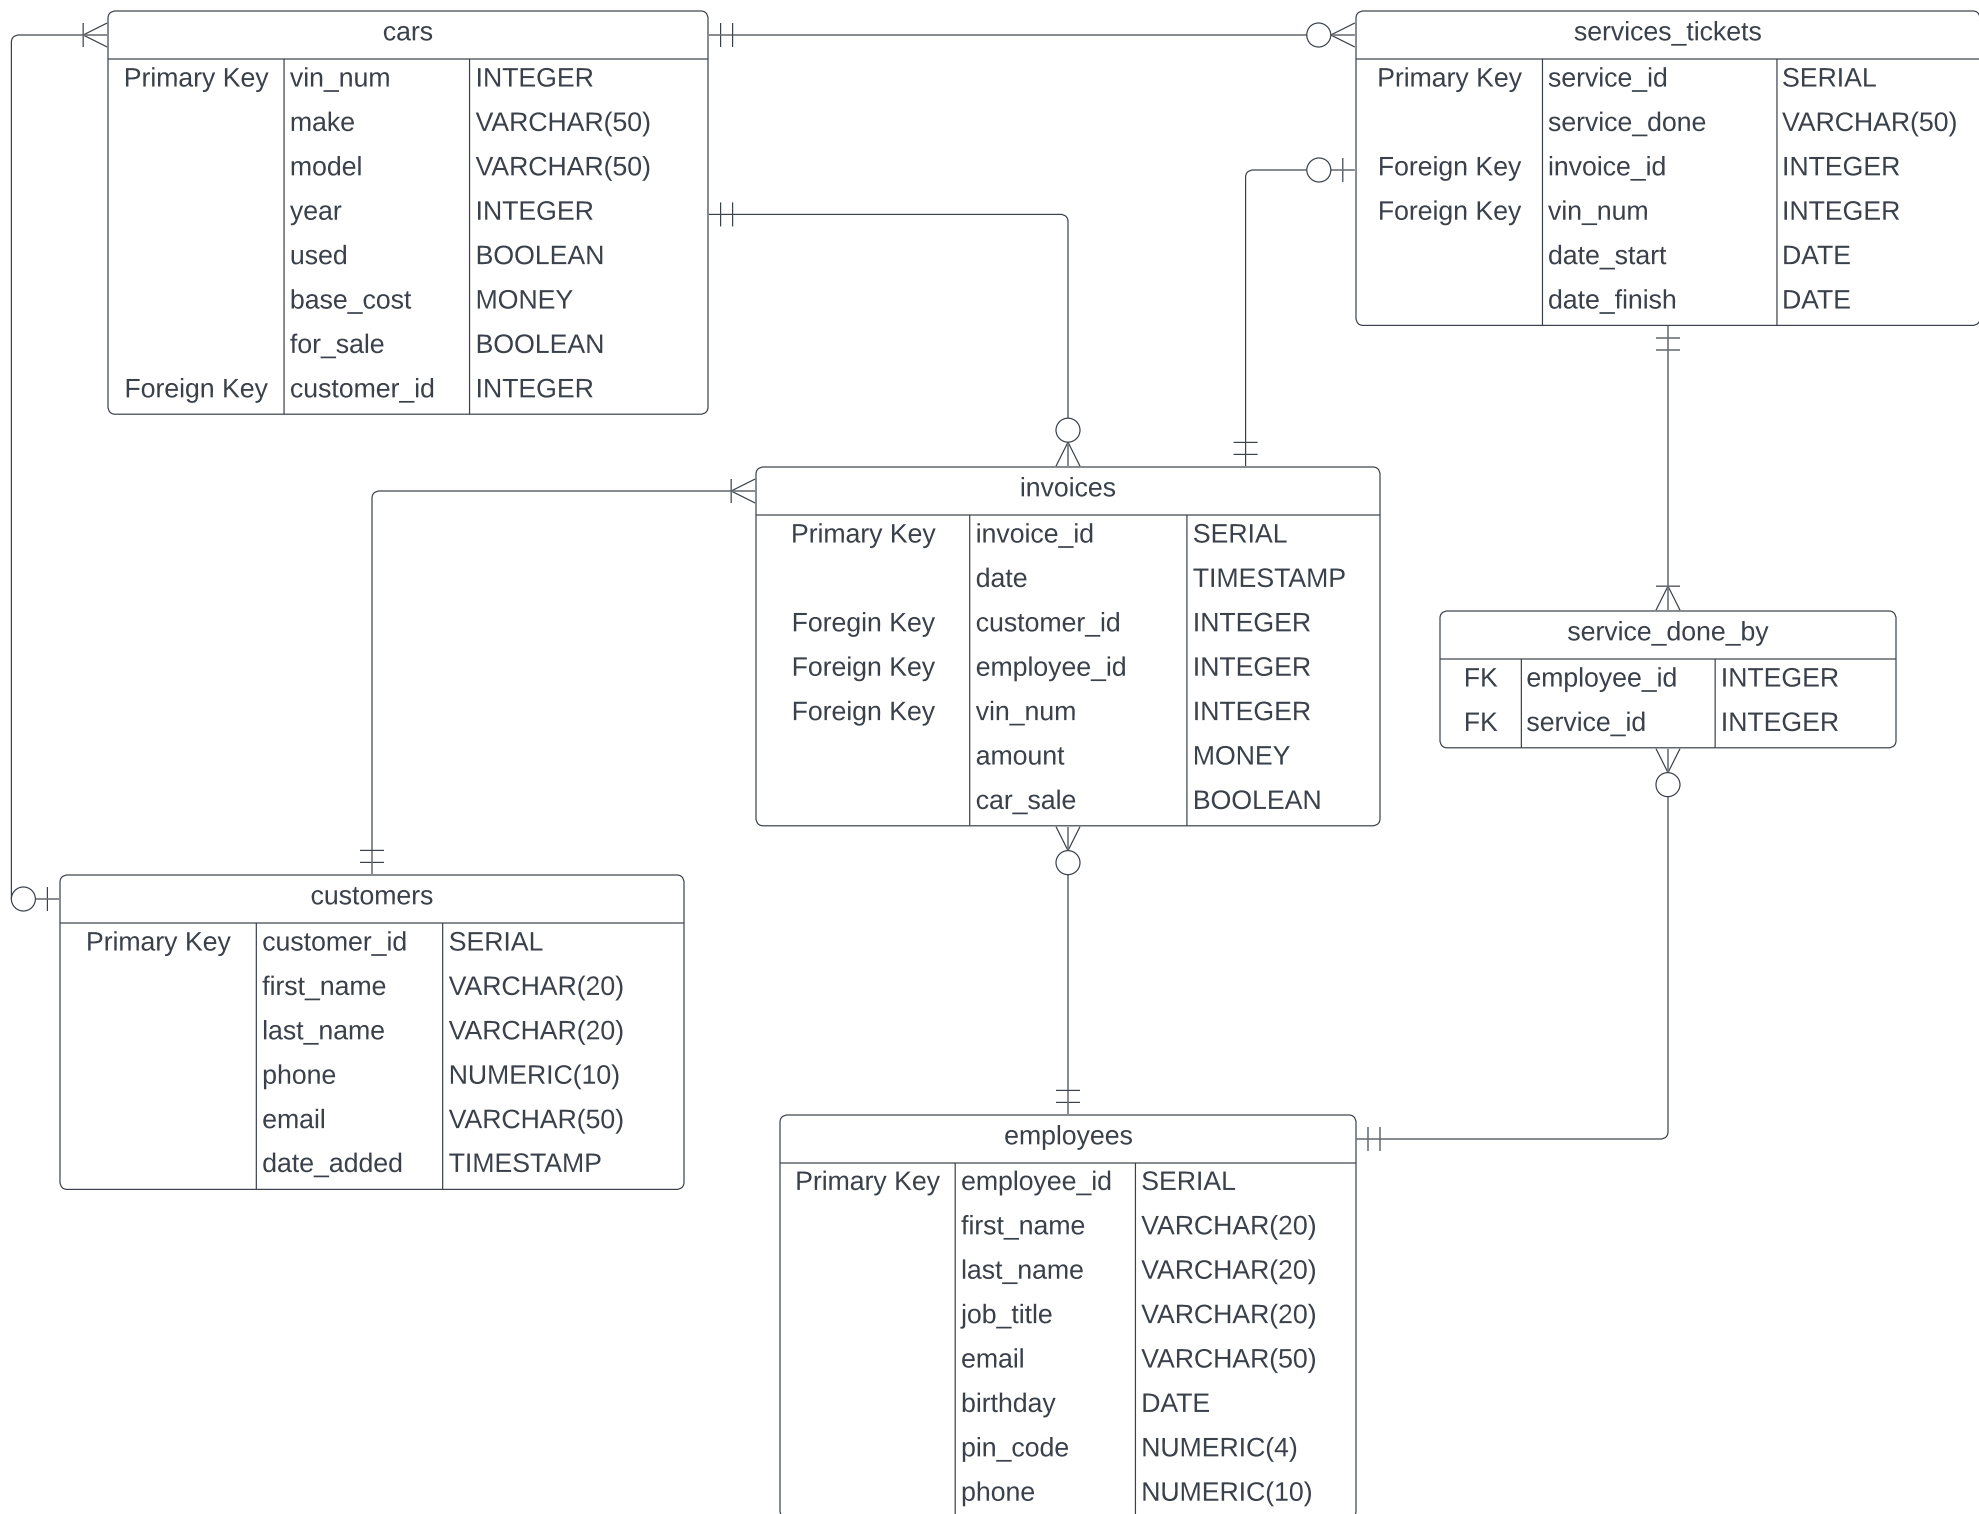 cars
Primary Key vin_num INTEGER
make VARCHAR(50)
model VARCHAR(50)
year INTEGER
used BOOLEAN
base_cost MONEY
for_sale BOOLEAN
Foreign Key customer_id INTEGER
services_tickets
Primary Key service_id SERIAL
service_done VARCHAR(50)
Foreign Key invoice_id INTEGER
Foreign Key vin_num INTEGER
date_start DATE
date_finish DATE
invoices
Primary Key invoice_id SERIAL
date TIMESTAMP
Foregin Key customer_id INTEGER
Foreign Key employee_id INTEGER
Foreign Key vin_num INTEGER
amount MONEY
car_sale BOOLEAN
service_done_by
FK employee_id INTEGER
FK service_id INTEGER
customers
Primary Key customer_id SERIAL
first_name VARCHAR(20)
last_name VARCHAR(20)
phone NUMERIC(10)
email VARCHAR(50)
date_added TIMESTAMP
employees
Primary Key employee_id SERIAL
first_name VARCHAR(20)
last_name VARCHAR(20)
job_title VARCHAR(20)
email VARCHAR(50)
birthday DATE
pin_code NUMERIC(4)
phone NUMERIC(10)